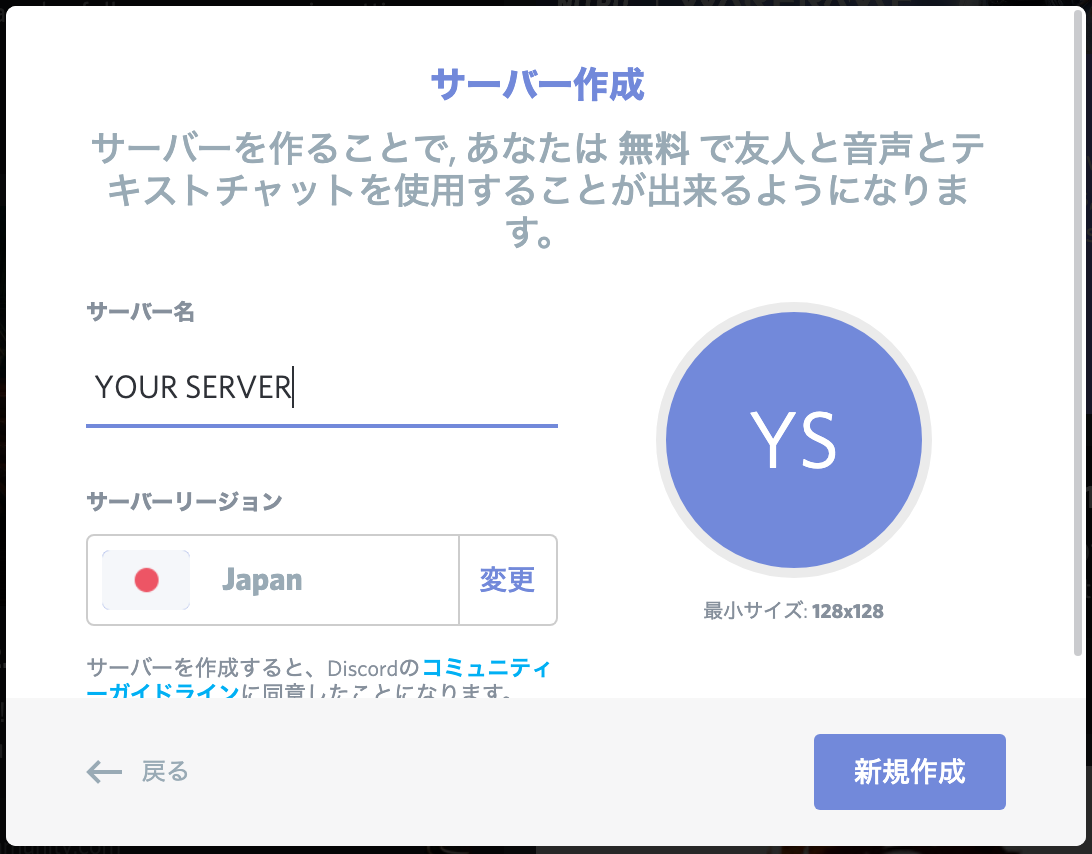 サーバー作成
サーバーを作ることで, あなたは 無料 で友人と音声とテ
キストチャットを使用することが出来るようになりま
す。
サーバー名
YOUR SERVER
YS
サーバーリージョン
Japan
変更
最小サイズ: 128x128
サーバーを作成すると、Discordのコミュニティ
ーガイドラインに同意したことになります。
戻る
新規作成